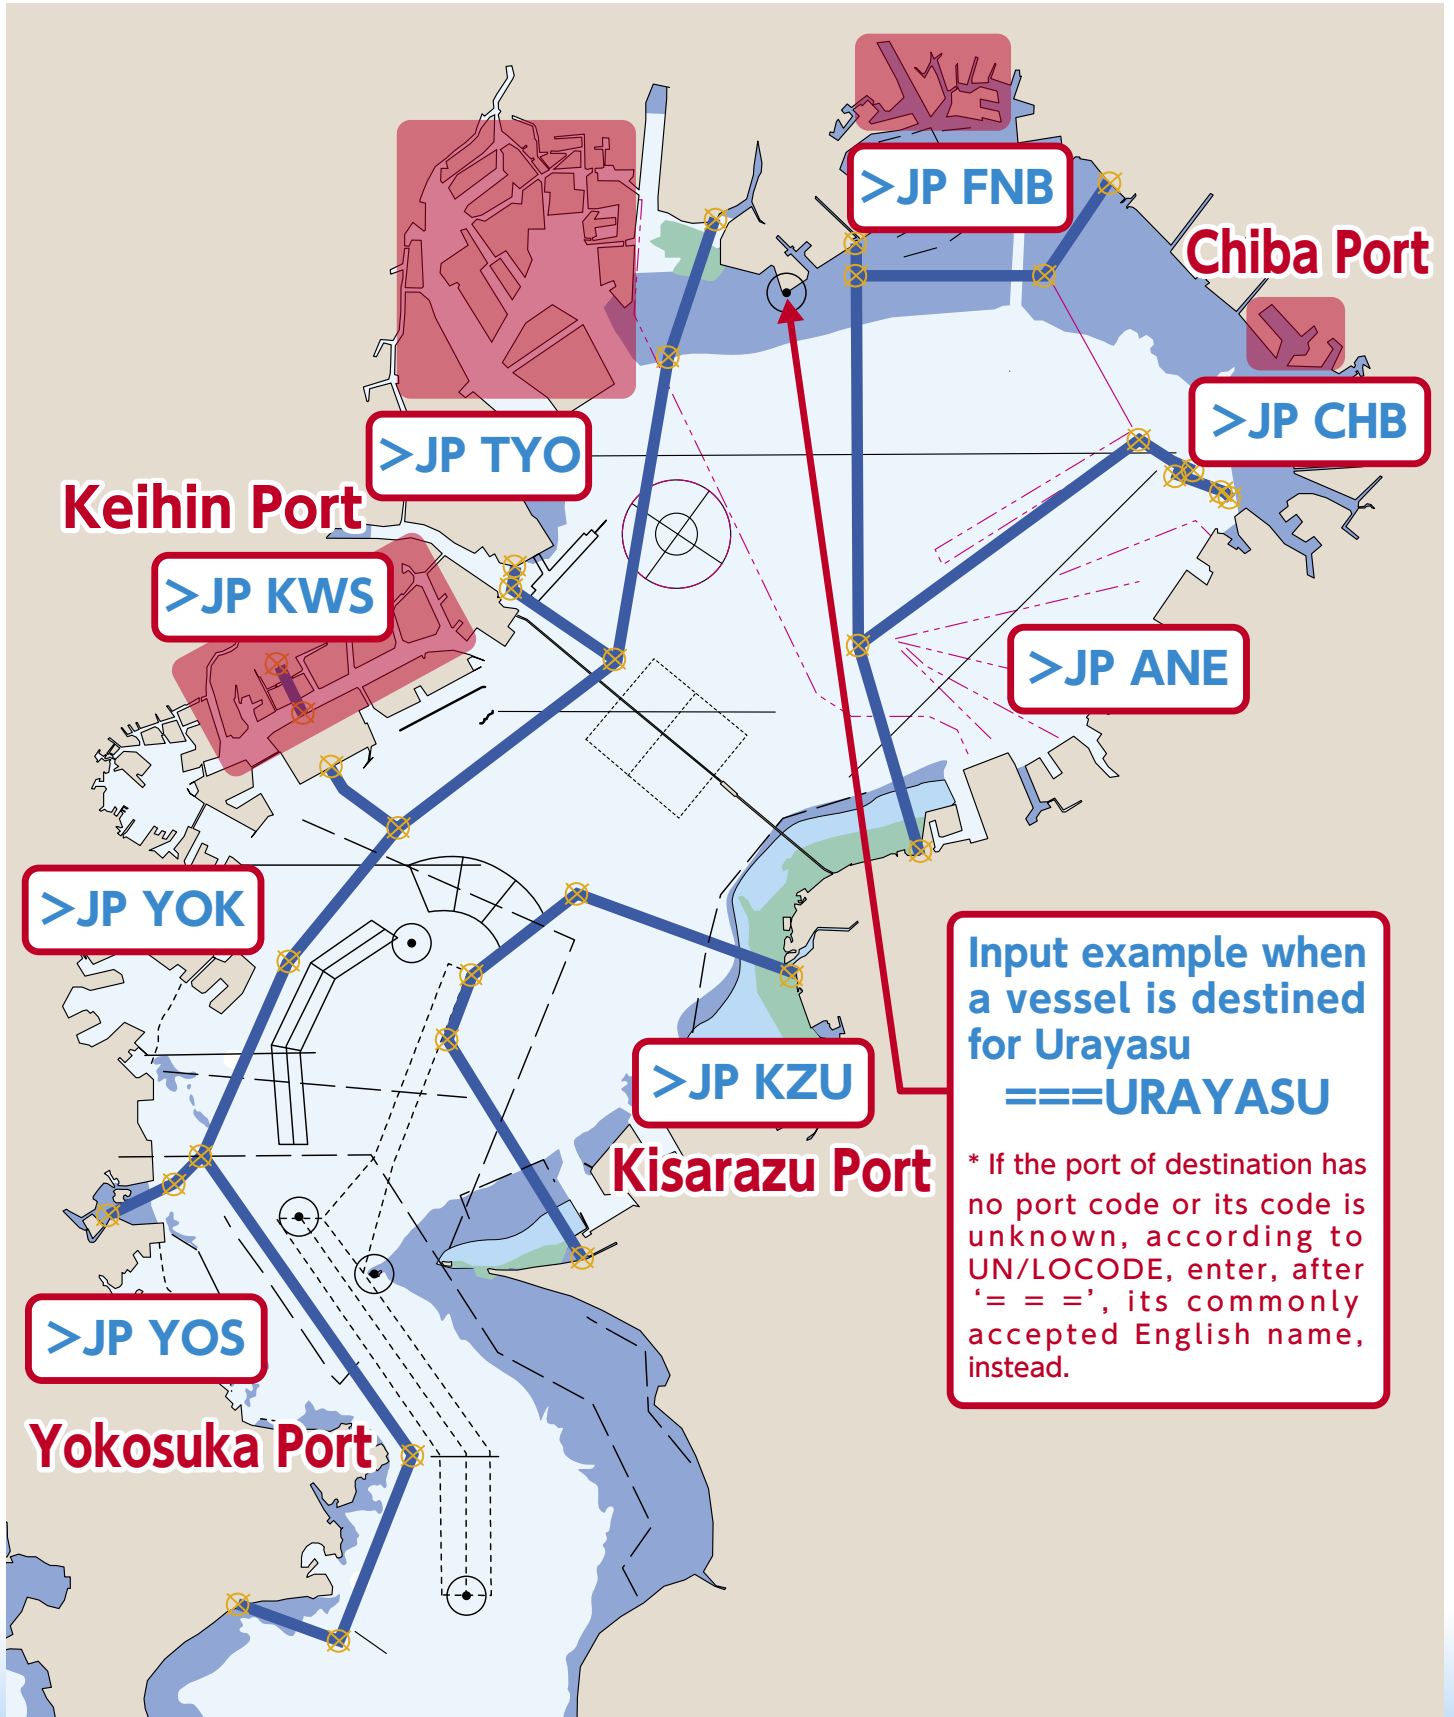 >JP FNB
Chiba Port
>JP CHB
>JP TYO
Keihin Port
>JP KWS
>JP ANE
>JP YOK
Input example when
a vessel is destined
for Urayasu
===URAYASU
* If the port of destination has
no port code or its code is
unknown, according to
UN/LOCODE, enter, after
‘= = =’, its commonly
accepted English name,
instead.
>JP KZU
Kisarazu Port
>JP YOS
Yokosuka Port